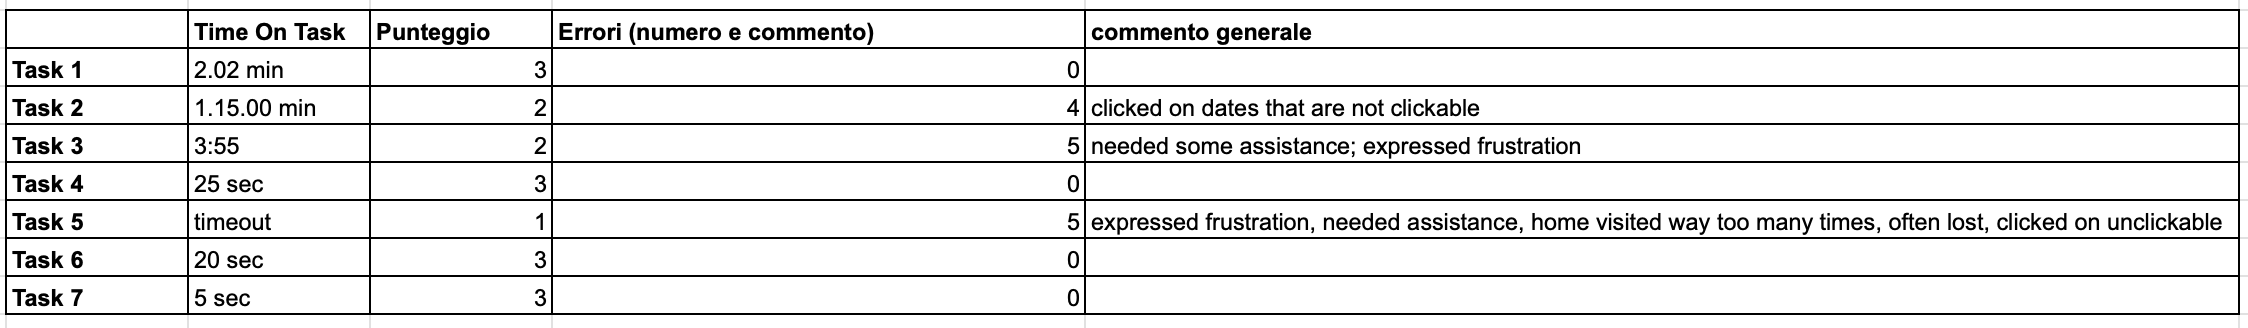 Time On Task Punteggio Errori (numero e commento) commento generale
Task 1 2.02 min 3 0
Task 2 1.15.00 min 2 4 clicked on dates that are not clickable
Task 3 3:55 2 5 needed some assistance; expressed frustration
Task 4 25 sec 3 0
Task 5 timeout 1 5 expressed frustration, needed assistance, home visited way too many times, often lost, clicked on unclickable
Task 6 20 sec 3 0
Task 7 5 sec 3 0